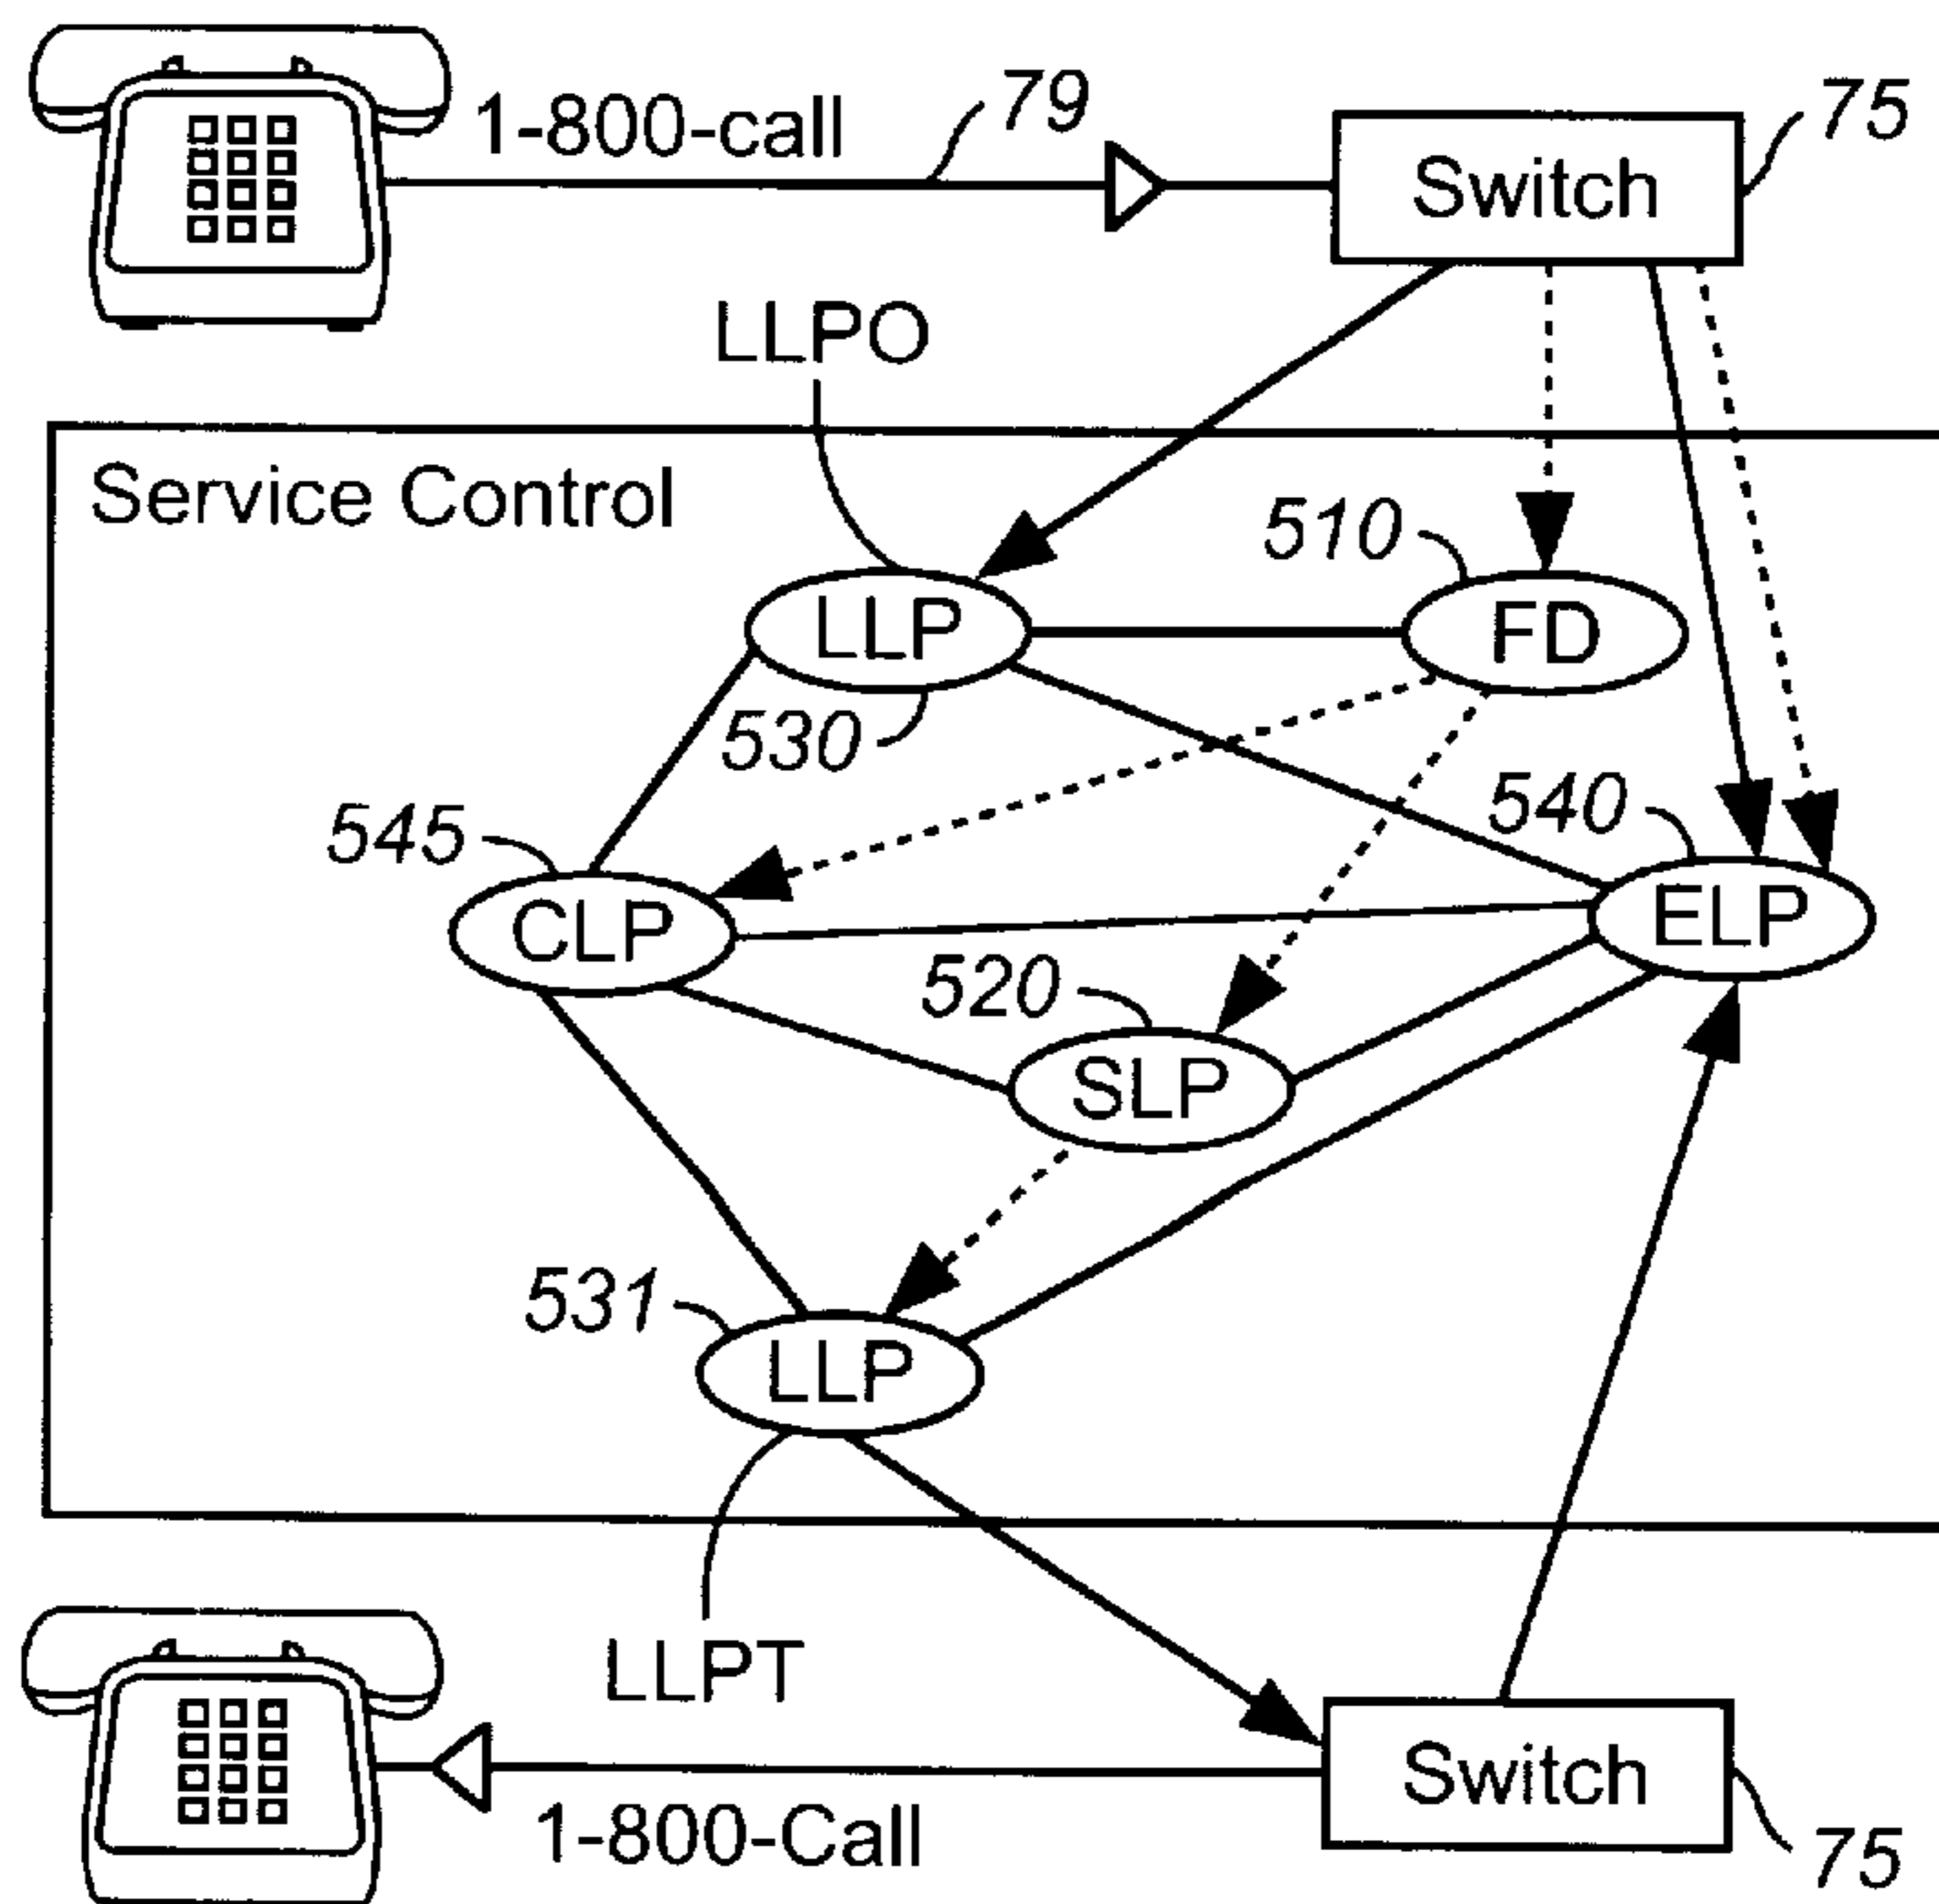 1-800-call
79
75
Switch
LLPO
Service Control
510
LLP
FD
530
540
545
CLP
ELP
520
SLP
531
LLP
LLPT
Switch
1-800-Call
75